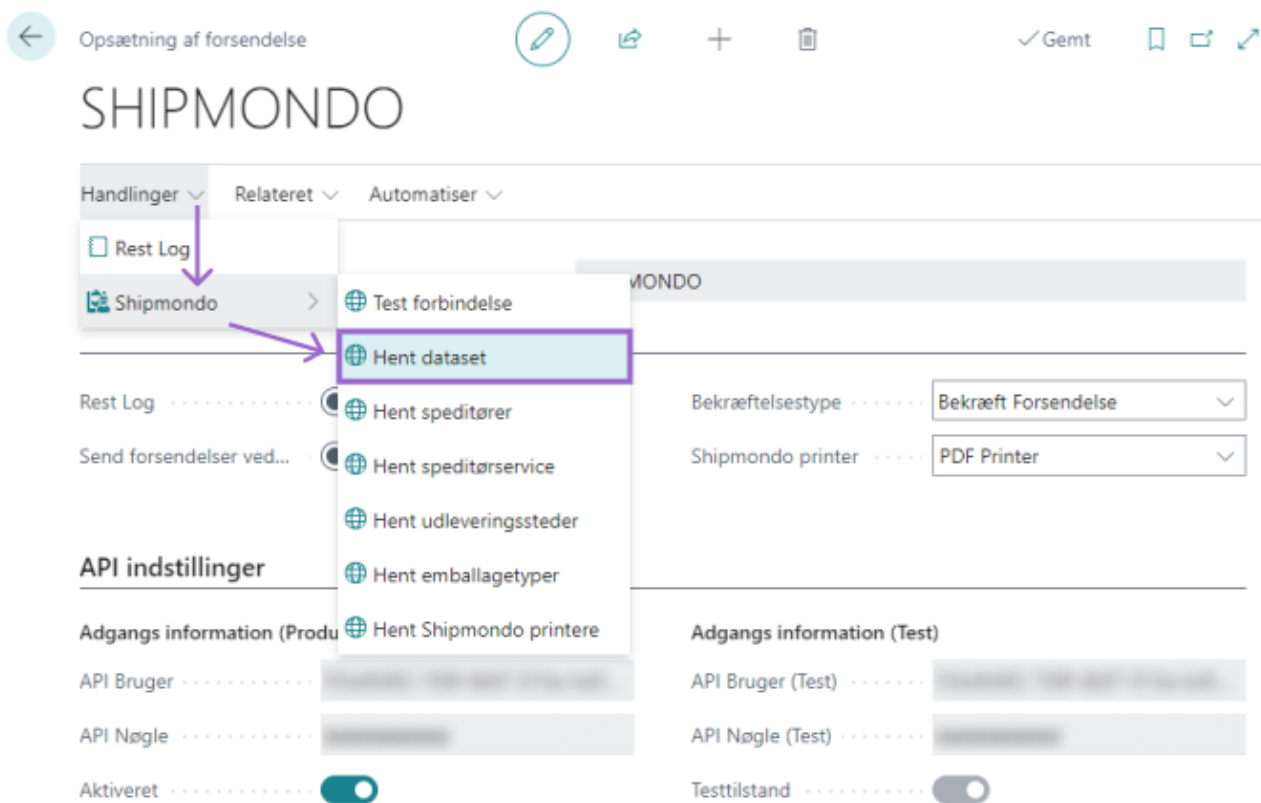 Opsætning af forsendelse
Gemt
SHIPMONDO
Handlinger Relateret Automatiser
Rest Log
Shipmondo
MONDO
Test forbindelse
Hent dataset
Hent speditører
Hent speditørservice
Hent udleveringssteder
Hent emballagetyper
Hent Shipmondo printere
Rest Log
Bekræftelsestype Bekræft Forsendelse
Send forsendelser ved...
Shipmondo printer PDF Printer
API indstillinger
Adgangs information (Produ
Adgangs information (Test)
API Bruger
API Bruger (Test)
API Nøgle
API Nøgle (Test)
Aktiveret
Testtilstand